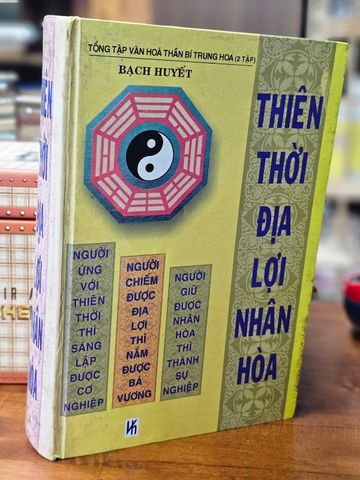 TỔNG TẬP VĂN HOÁ THẦN BÍ TRUNG HOA (2 TẬP)
BẠCH HUYẾT
THIÊN
THỜI
ĐỊA
LỢI
NHÂN
HÒA
NGƯỜI
ỨNG
VỚI
THIÊN
THỜI
THÌ
SÁNG
LẬP
ĐƯỢC
CƠ
NGHIỆP
NGƯỜI
CHIẾM
ĐƯỢC
ĐỊA
LỢI
THÌ
NẮM
ĐƯỢC
BÁ
VƯƠNG
NGƯỜI
GIỮ
ĐƯỢC
NHÂN
HÒA
THÌ
THÀNH
SỰ
NGHIỆP
VH